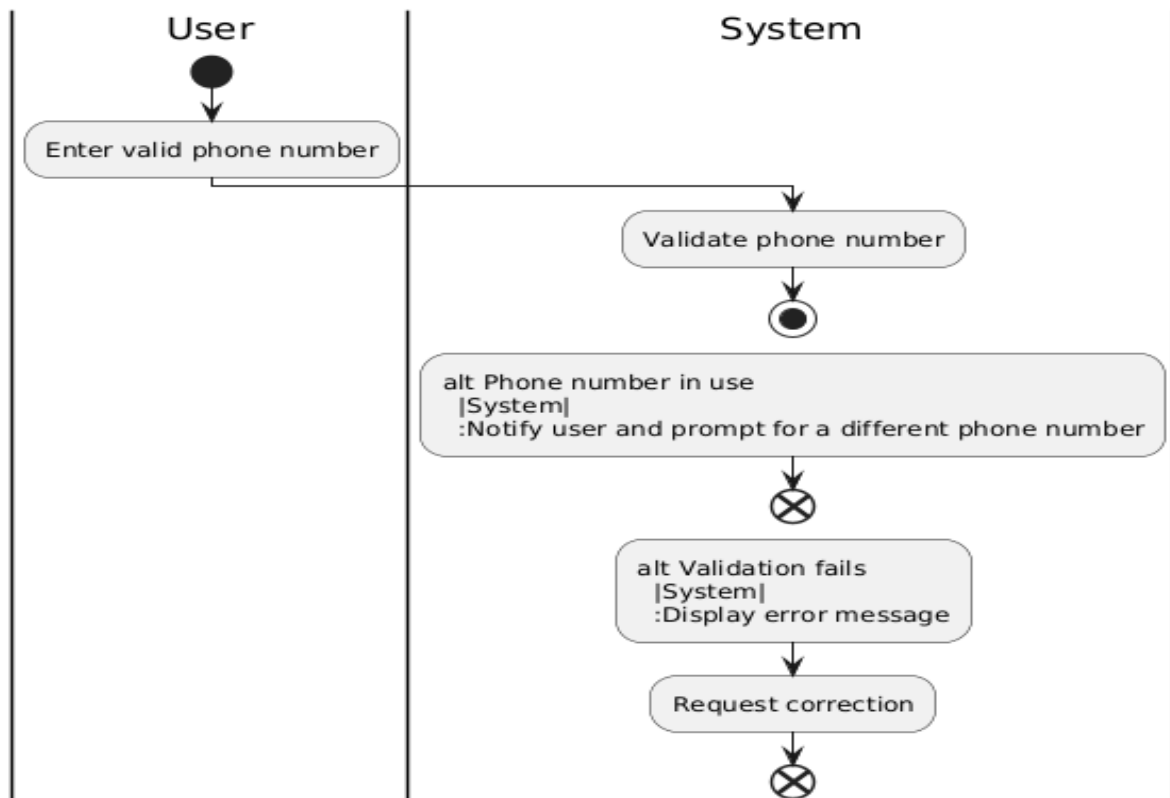 User
System
Enter valid phone number
Validate phone number
alt Phone number in use
|System|
:Notify user and prompt for a different phone number
alt Validation fails
|System|
:Display error message
Request correction